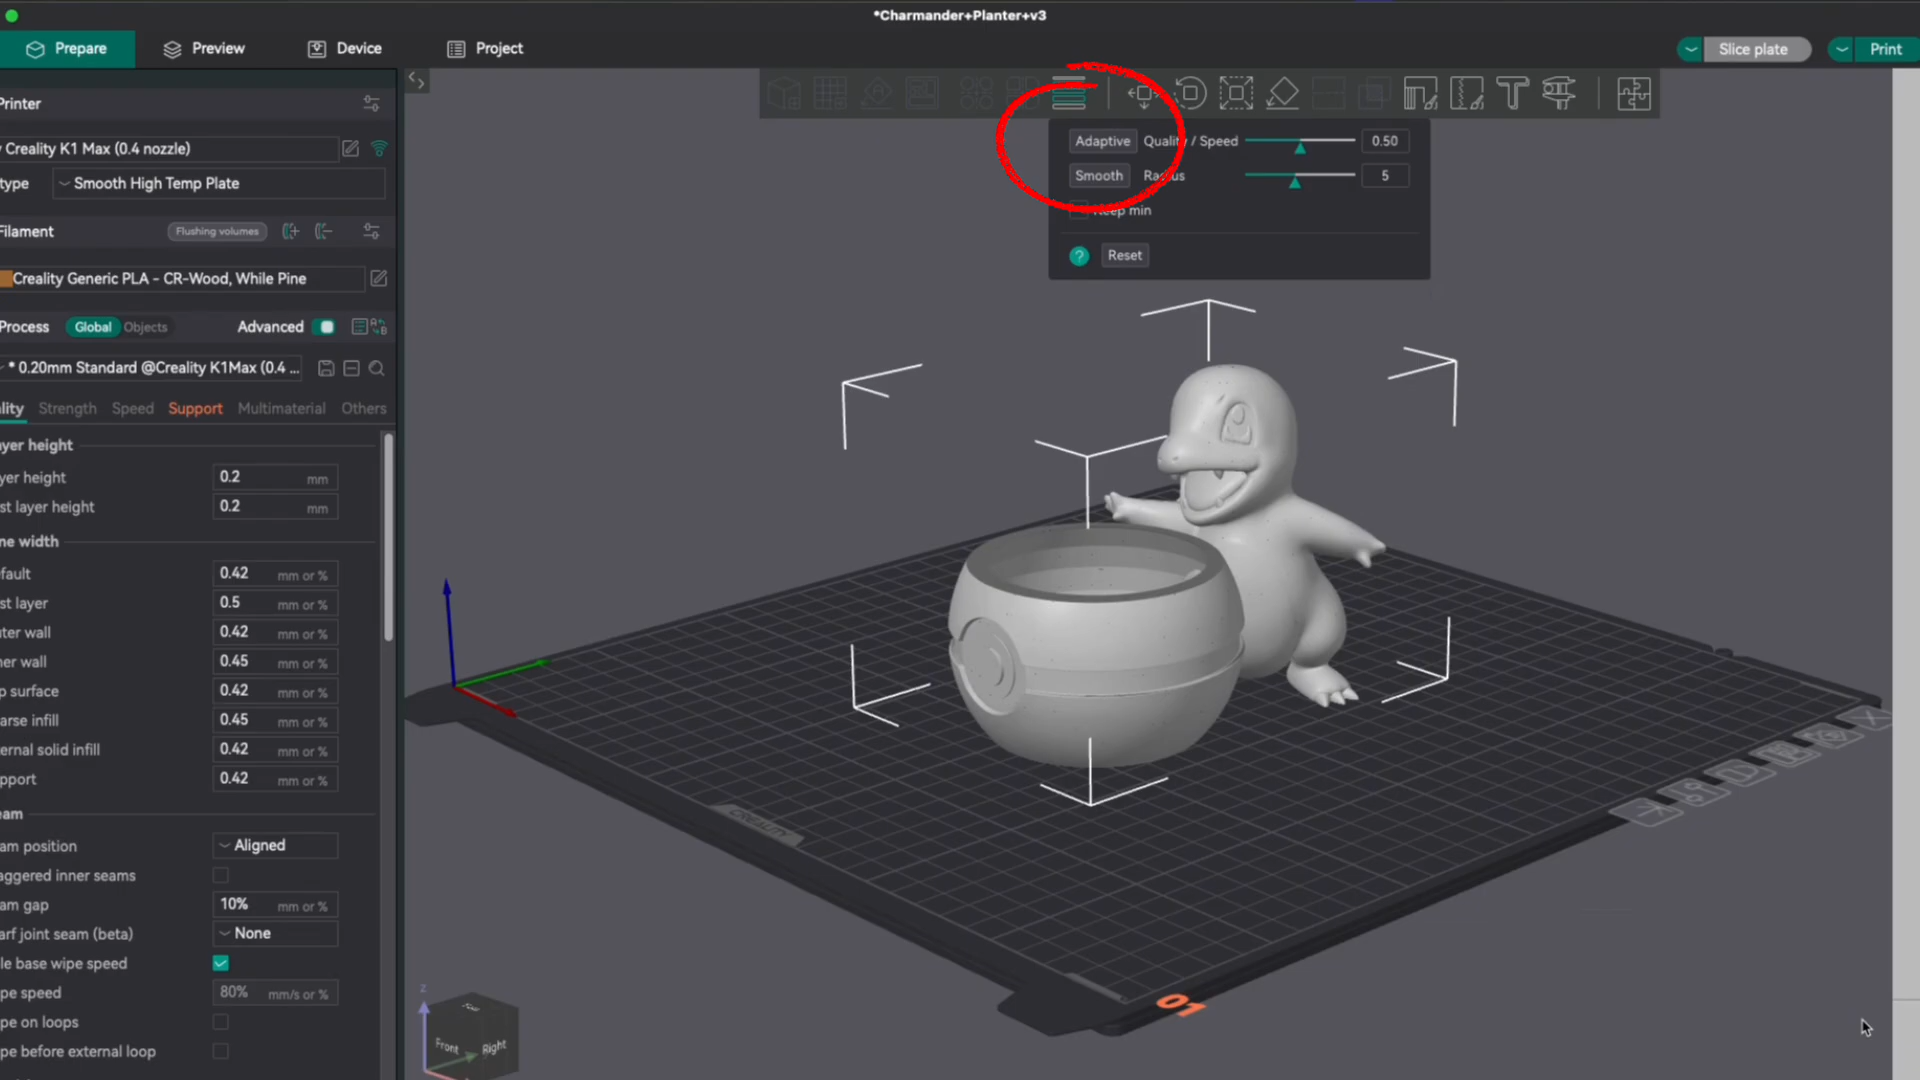 *Charmander+Planter+v3
Prepare
Preview
Device
Project
Slice plate
Print
Printer
Creality K1 Max (0.4 nozzle)
type
Smooth High Temp Plate
Filament
Flushing volumes
Creality Generic PLA - CR-Wood, While Pine
Process
Global
Objects
Advanced
* 0.20mm Standard @Creality K1Max (0.4 ...
lity
Strength
Speed
Support
Multimaterial
Others
yer height
yer height
0.2 mm
st layer height
0.2 mm
ne width
fault
0.42 mm or %
st layer
0.5 mm or %
ter wall
0.42 mm or %
er wall
0.45 mm or %
p surface
0.42 mm or %
arse infill
0.45 mm or %
ernal solid infill
0.42 mm or %
pport
0.42 mm or %
eam
am position
Aligned
aggered inner seams
am gap
10% mm or %
arf joint seam (beta)
None
le base wipe speed
pe speed
80% mm/s or %
pe on loops
pe before external loop
Adaptive
Quality / Speed
0.50
Smooth
Radius
5
Keep min
?
Reset
CREALITY
01
Z
Top
Front
Right